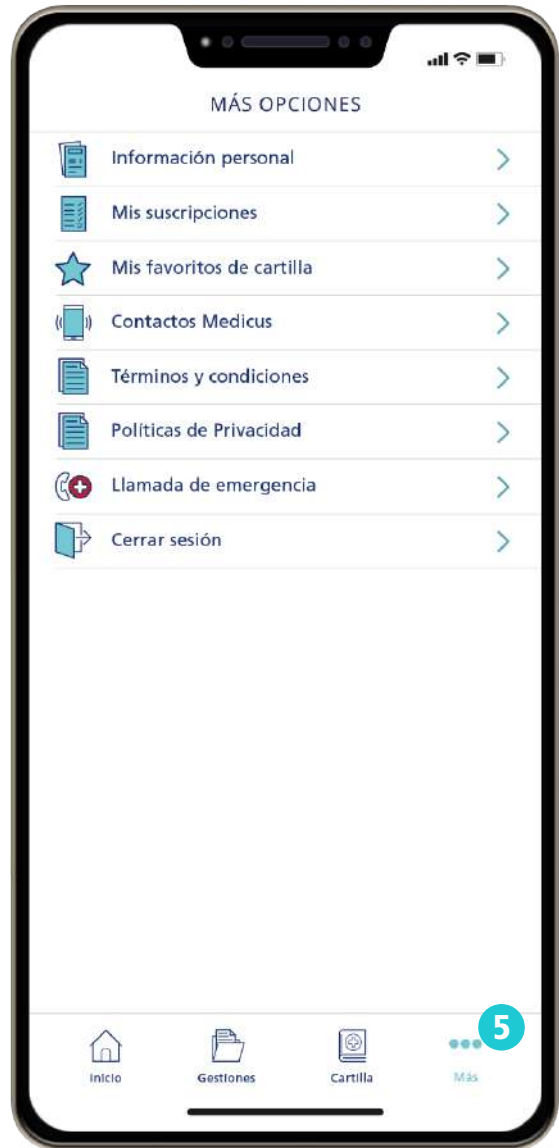 MÁS OPCIONES
Información personal
Mis suscripciones
Mis favoritos de cartilla
Contactos Medicus
Términos y condiciones
Políticas de Privacidad
Llamada de emergencia
Cerrar sesión
5
Inicio Gestiones Cartilla Más